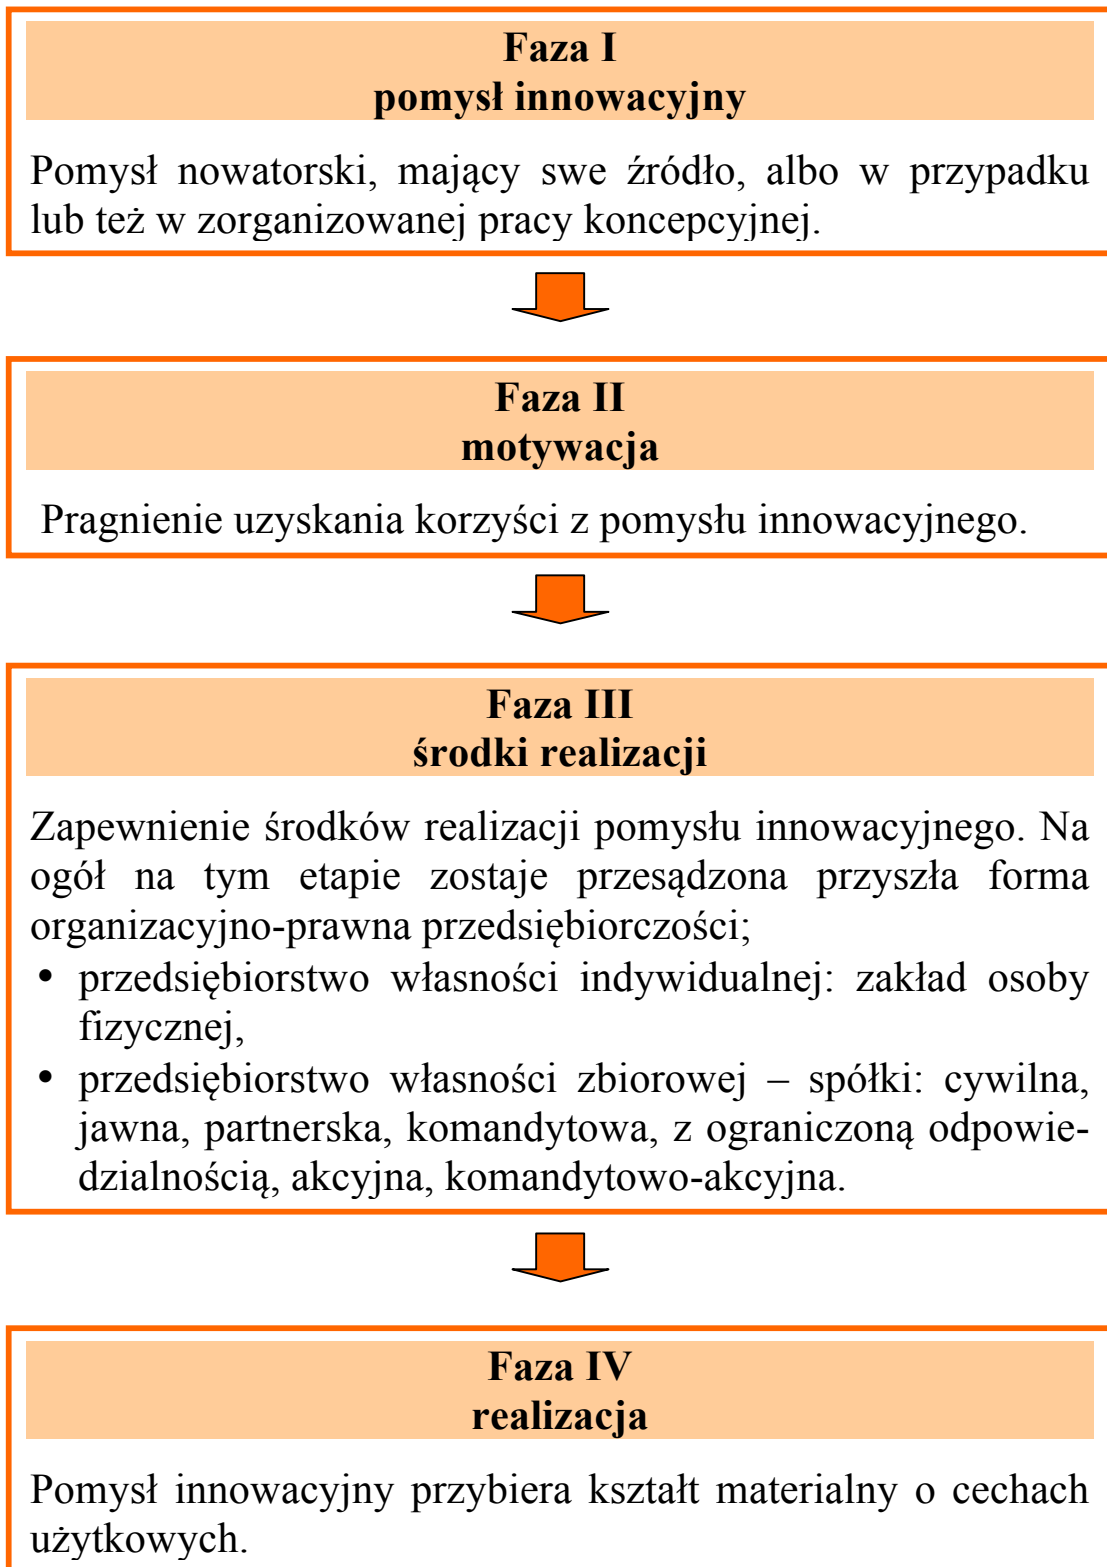 Faza I
pomysł innowacyjny
Pomysł nowatorski, mający swe źródło, albo w przypadku
lub też w zorganizowanej pracy koncepcyjnej.
Faza II
motywacja
Pragnienie uzyskania korzyści z pomysłu innowacyjnego.
Faza III
środki realizacji
Zapewnienie środków realizacji pomysłu innowacyjnego. Na
ogół na tym etapie zostaje przesądzona przyszła forma
organizacyjno-prawna przedsiębiorczości;
• przedsiębiorstwo własności indywidualnej: zakład osoby
fizycznej,
• przedsiębiorstwo własności zbiorowej – spółki: cywilna,
jawna, partnerska, komandytowa, z ograniczoną odpowie-
dzialnością, akcyjna, komandytowo-akcyjna.
Faza IV
realizacja
Pomysł innowacyjny przybiera kształt materialny o cechach
użytkowych.